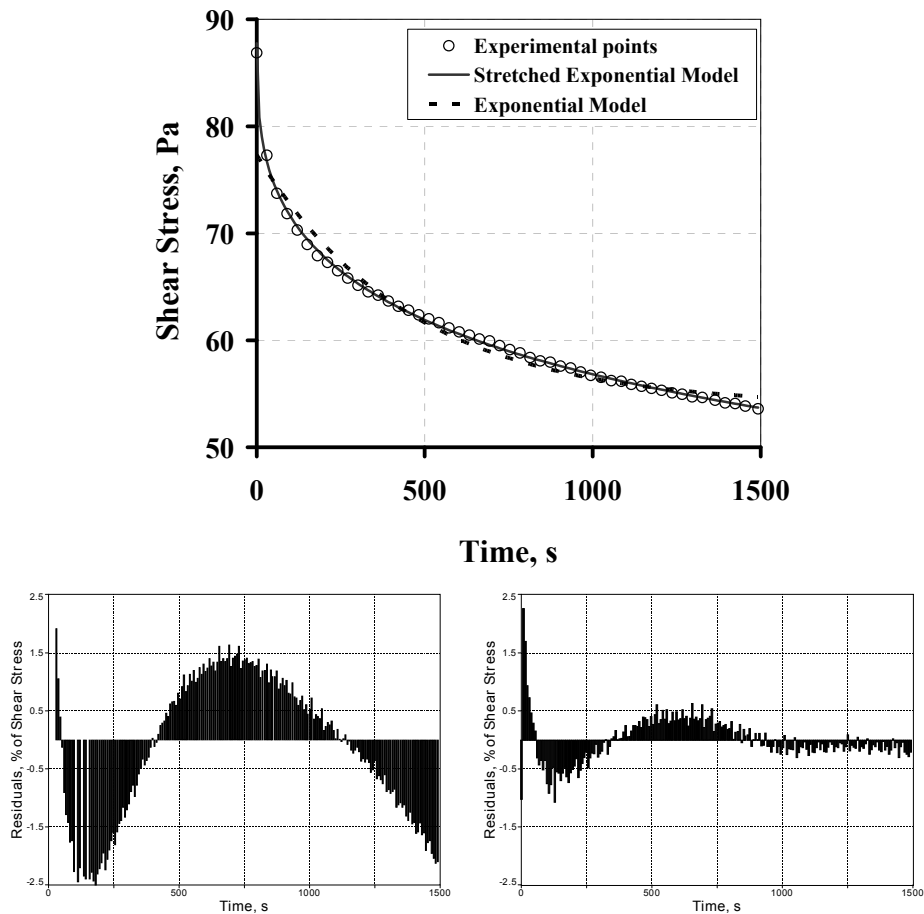 90
80
70
60
50
Shear Stress, Pa
Experimental points
Stretched Exponential Model
Exponential Model
0 500 1000 1500
Time, s
2.5
1.5
0.5
-0.5
-1.5
-2.5
Residuals, % of Shear Stress
0 500 1000 1500
Time, s
2.5
1.5
0.5
-0.5
-1.5
-2.5
Residuals, % of Shear Stress
0 500 1000 1500
Time, s